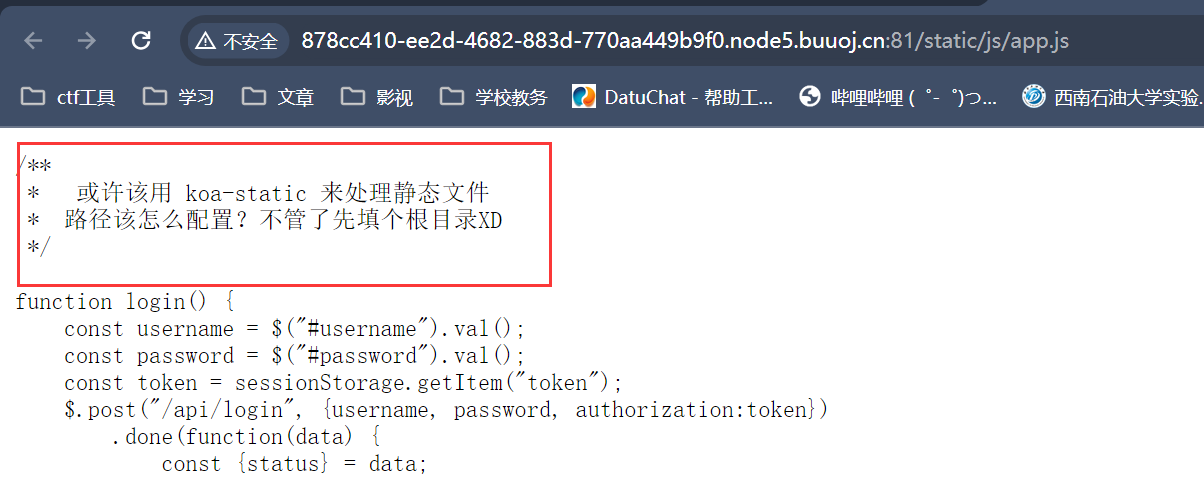 不安全 878cc410-ee2d-4682-883d-770aa449b9f0.node5.buuoj.cn:81/static/js/app.js
ctf工具 学习 文章 影视 学校教务 DatuChat - 帮助工... 哔哩哔哩 (゜-゜)つ... 西南石油大学实验.
/**
*   或许该用 koa-static 来处理静态文件
*  路径该怎么配置？不管了先填个根目录XD
*/
function login() {
    const username = $("#username").val();
    const password = $("#password").val();
    const token = sessionStorage.getItem("token");
    $.post("/api/login", {username, password, authorization:token})
        .done(function(data) {
            const {status} = data;